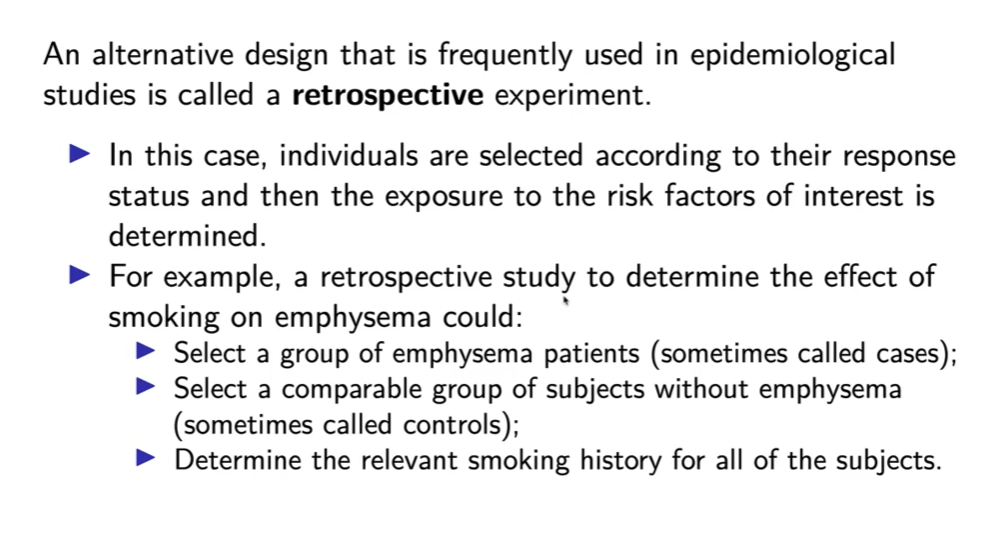 An alternative design that is frequently used in epidemiological
studies is called a retrospective experiment.
In this case, individuals are selected according to their response
status and then the exposure to the risk factors of interest is
determined.
For example, a retrospective study to determine the effect of
smoking on emphysema could:
Select a group of emphysema patients (sometimes called cases);
Select a comparable group of subjects without emphysema
(sometimes called controls);
Determine the relevant smoking history for all of the subjects.